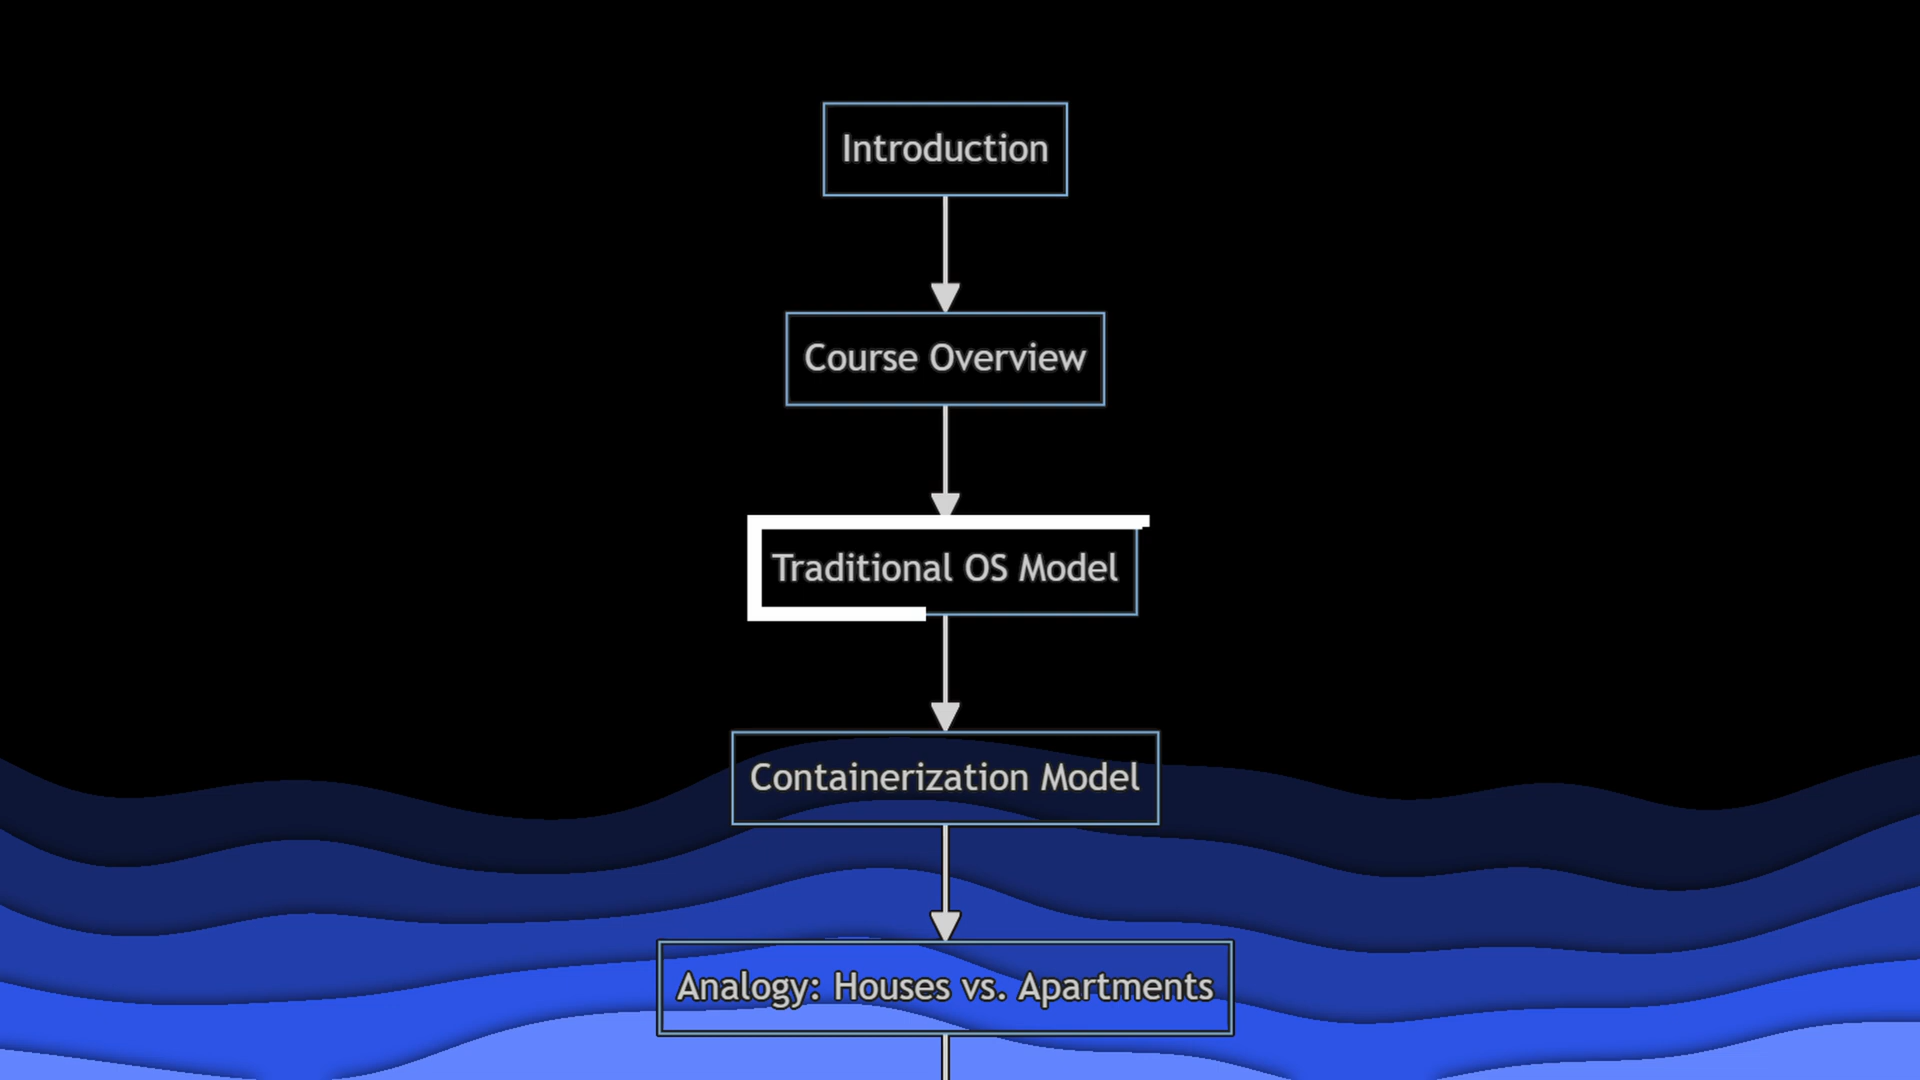 Introduction
Course Overview
Traditional OS Model
Containerization Model
Analogy: Houses vs. Apartments